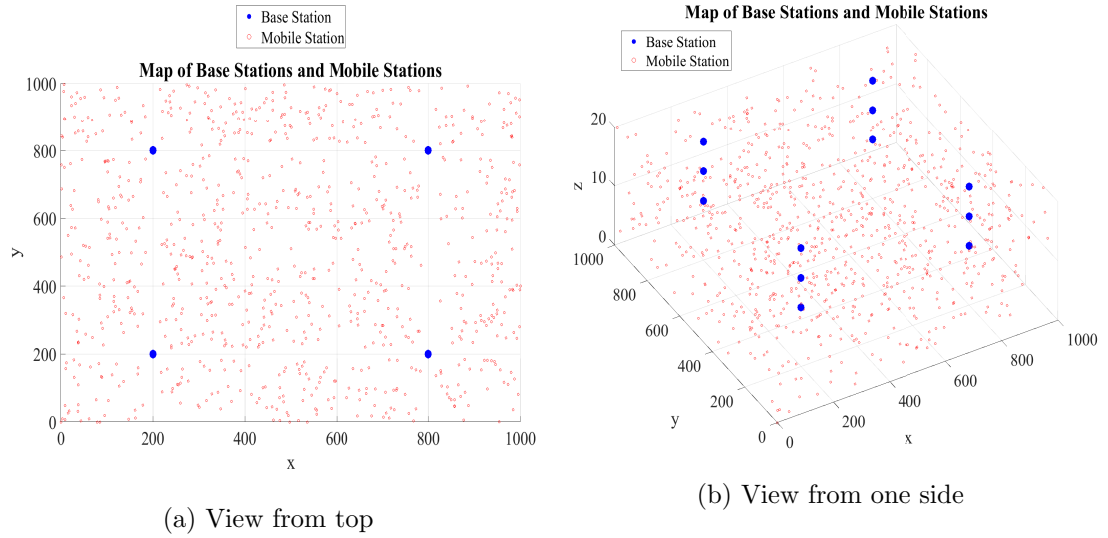 Base Station
Mobile Station
Map of Base Stations and Mobile Stations
1000
800
600
400
200
0
y
0
200
400
600
800
1000
x
(a) View from top
Map of Base Stations and Mobile Stations
Base Station
Mobile Station
20
10
0
z
1000
800
600
400
200
0
y
0
200
400
600
800
1000
x
(b) View from one side